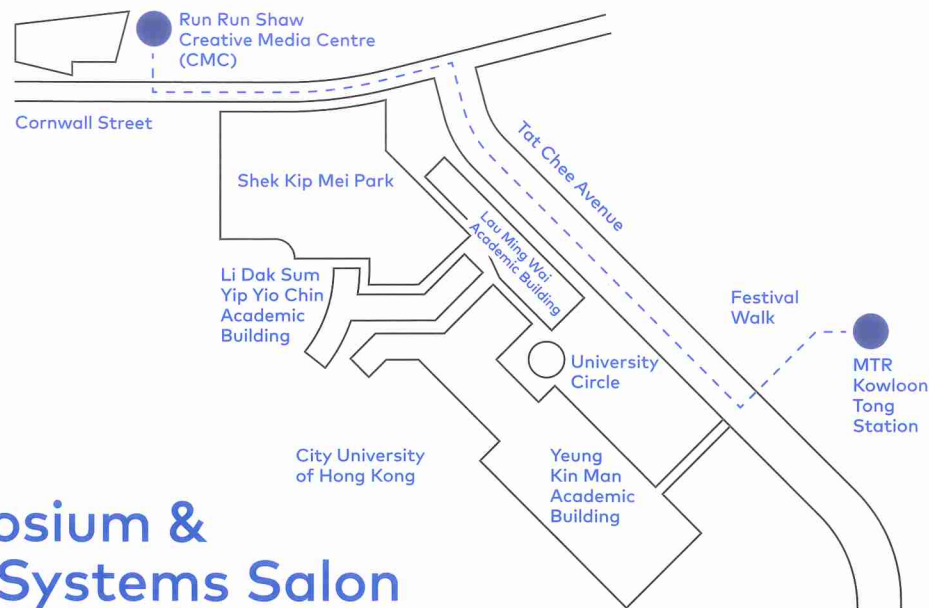 Run Run Shaw
Creative Media Centre
(CMC)
Cornwall Street
Tat Chee Avenue
Shek Kip Mei Park
Lau Ming Wai
Academic Building
Li Dak Sum
Yip Yio Chin
Academic
Building
Festival
Walk
MTR
Kowloon
Tong
Station
University
Circle
City University
of Hong Kong
Yeung
Kin Man
Academic
Building
osium &
Systems Salon